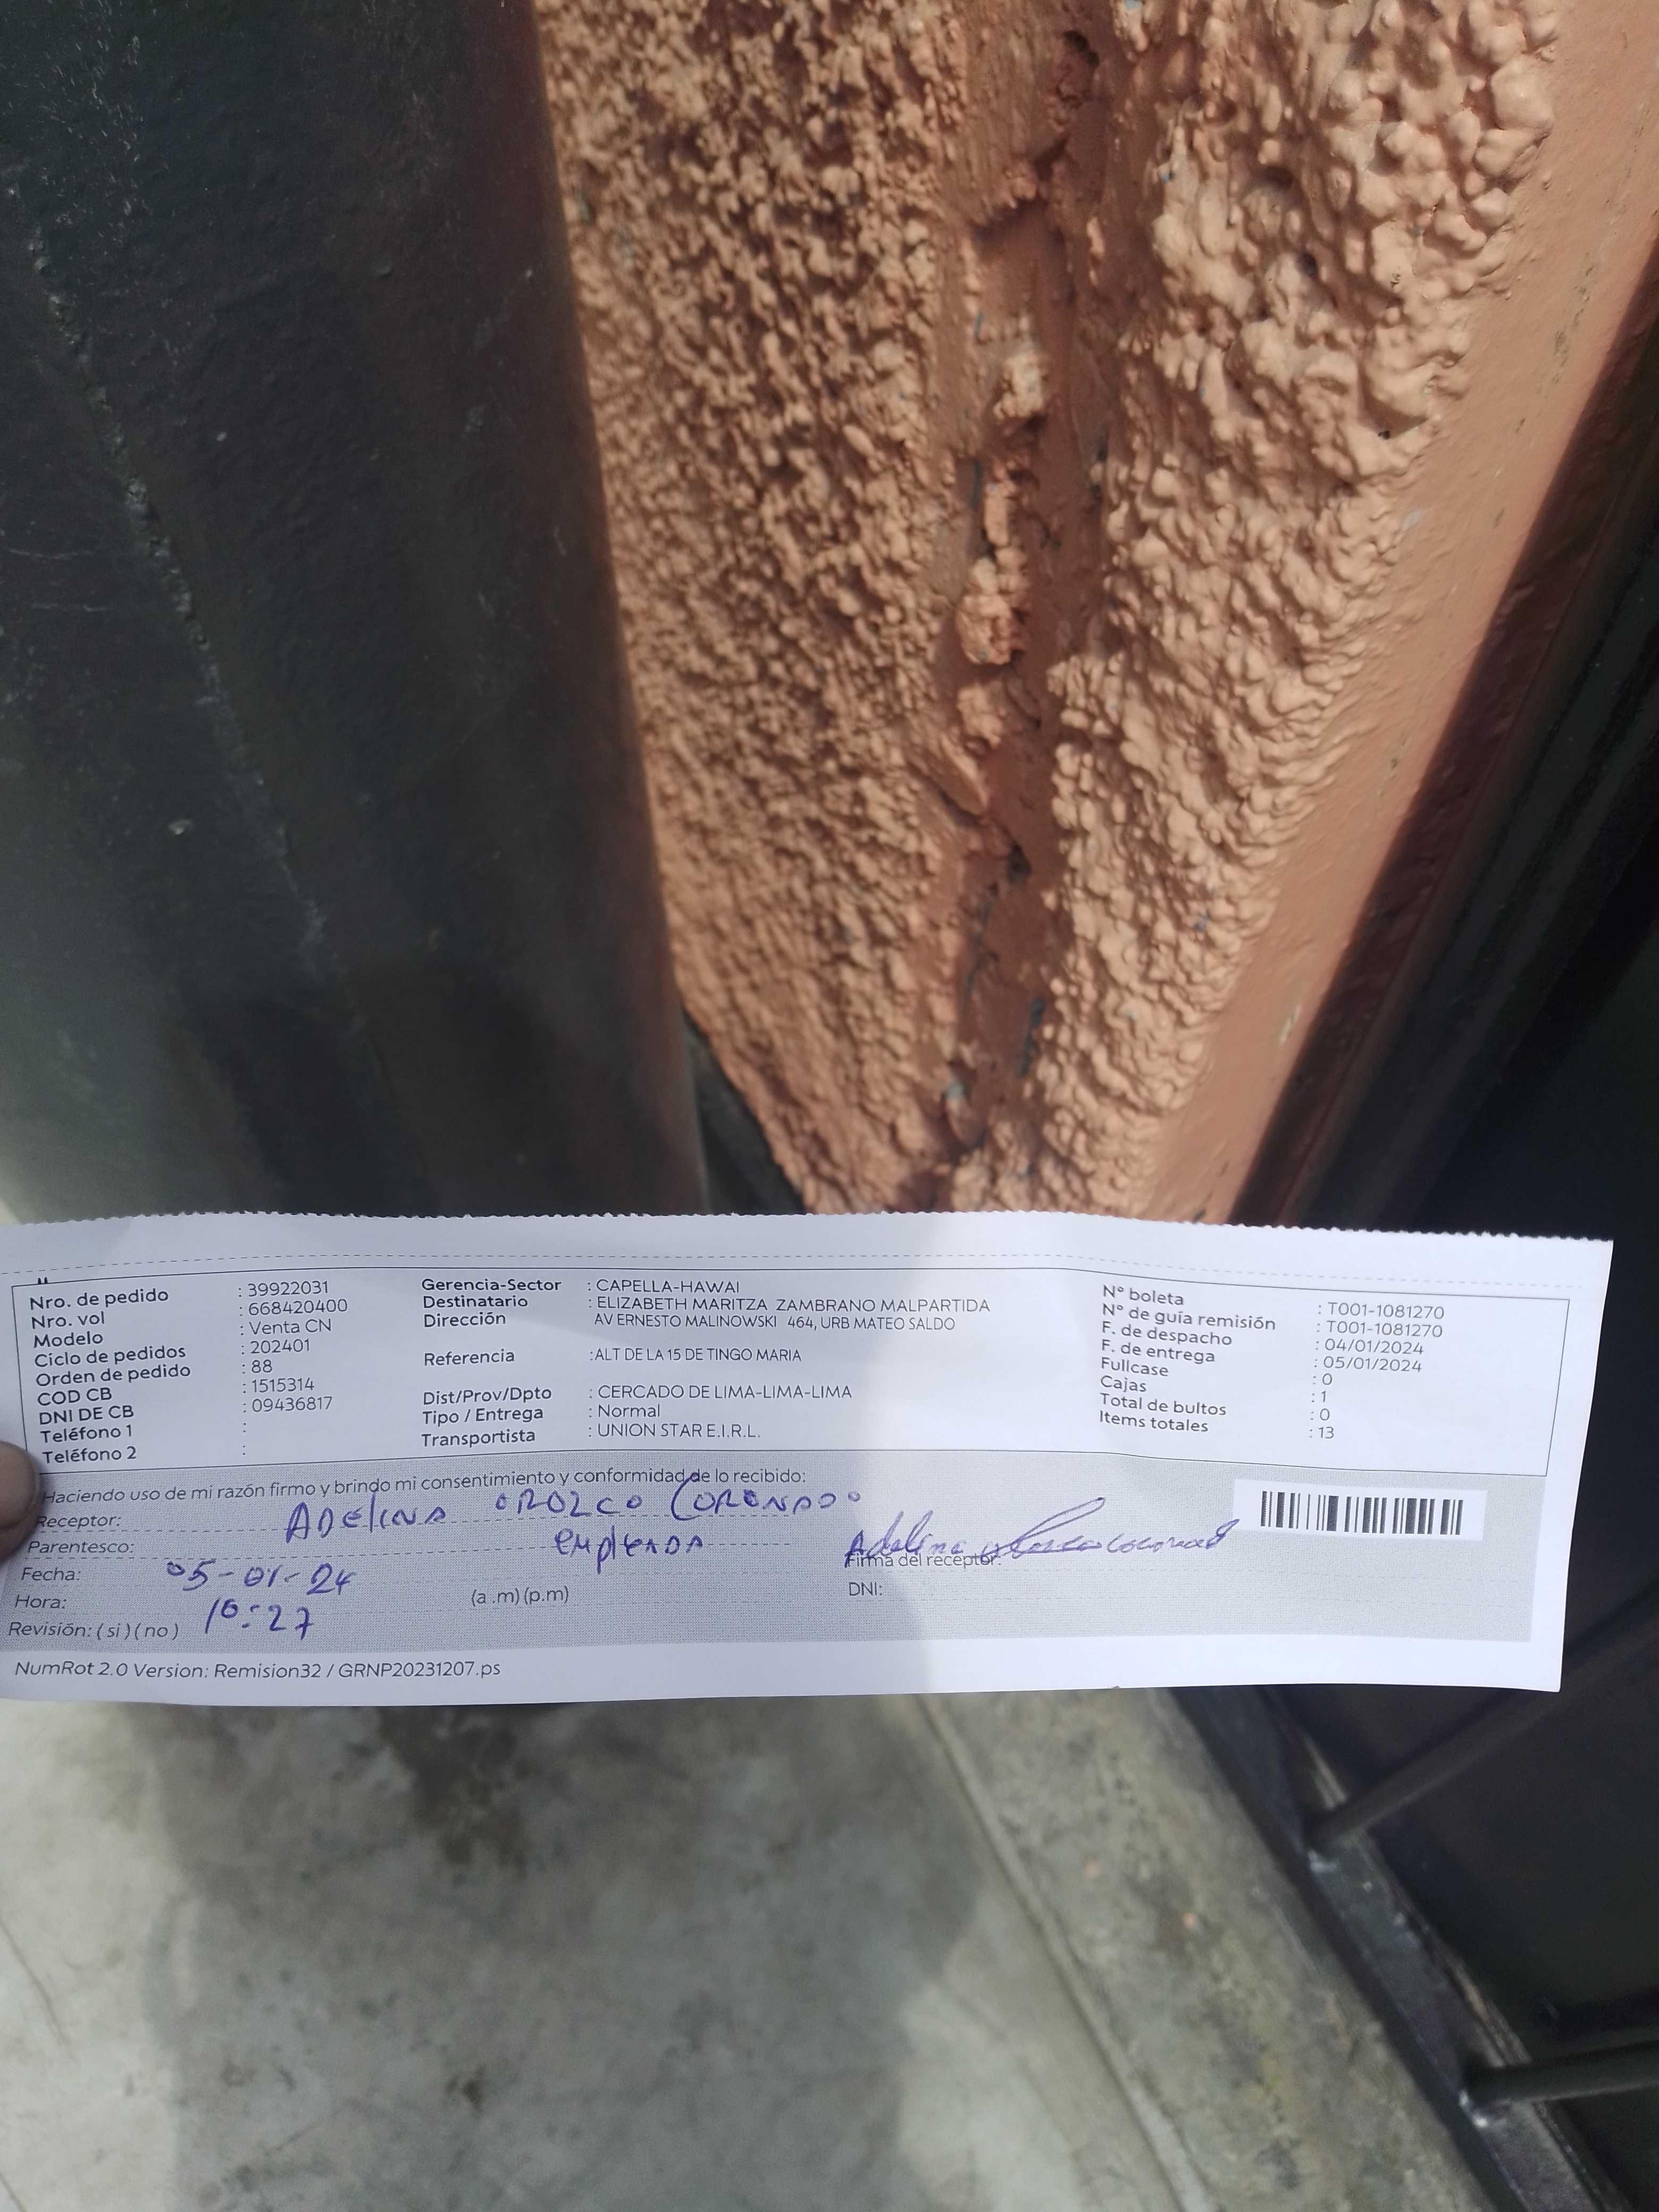 Nro. de pedido : 39922031
Nro. vol : 668420400
Modelo : Venta CN
Ciclo de pedidos : 202401
Orden de pedido : 88
COD CB : 1515314
DNI DE CB : 09436817
Teléfono 1 :
Teléfono 2 :
Gerencia-Sector : CAPELLA-HAWAI
Destinatario : ELIZABETH MARITZA ZAMBRANO MALPARTIDA
Dirección AV ERNESTO MALINOWSKI 464, URB MATEO SALDO
Referencia :ALT DE LA 15 DE TINGO MARIA
Dist/Prov/Dpto : CERCADO DE LIMA-LIMA-LIMA
Tipo / Entrega : Normal
Transportista : UNION STAR E.I.R.L.
N° boleta : T001-1081270
N° de guía remisión : T001-1081270
F. de despacho : 04/01/2024
F. de entrega : 05/01/2024
Fullcase : 0
Cajas : 1
Total de bultos : 0
Items totales : 13
Haciendo uso de mi razón firmo y brindo mi consentimiento y conformidad de lo recibido:
Receptor: ADELINA OROZCO CORONADO
Parentesco: EMPLEADA
Fecha: 05-01-24
Hora: 10:27 (a .m) (p.m)
Revisión: ( si ) ( no )
Adelina
Firma del receptor:
DNI:
NumRot 2.0 Version: Remision32 / GRNP20231207.ps